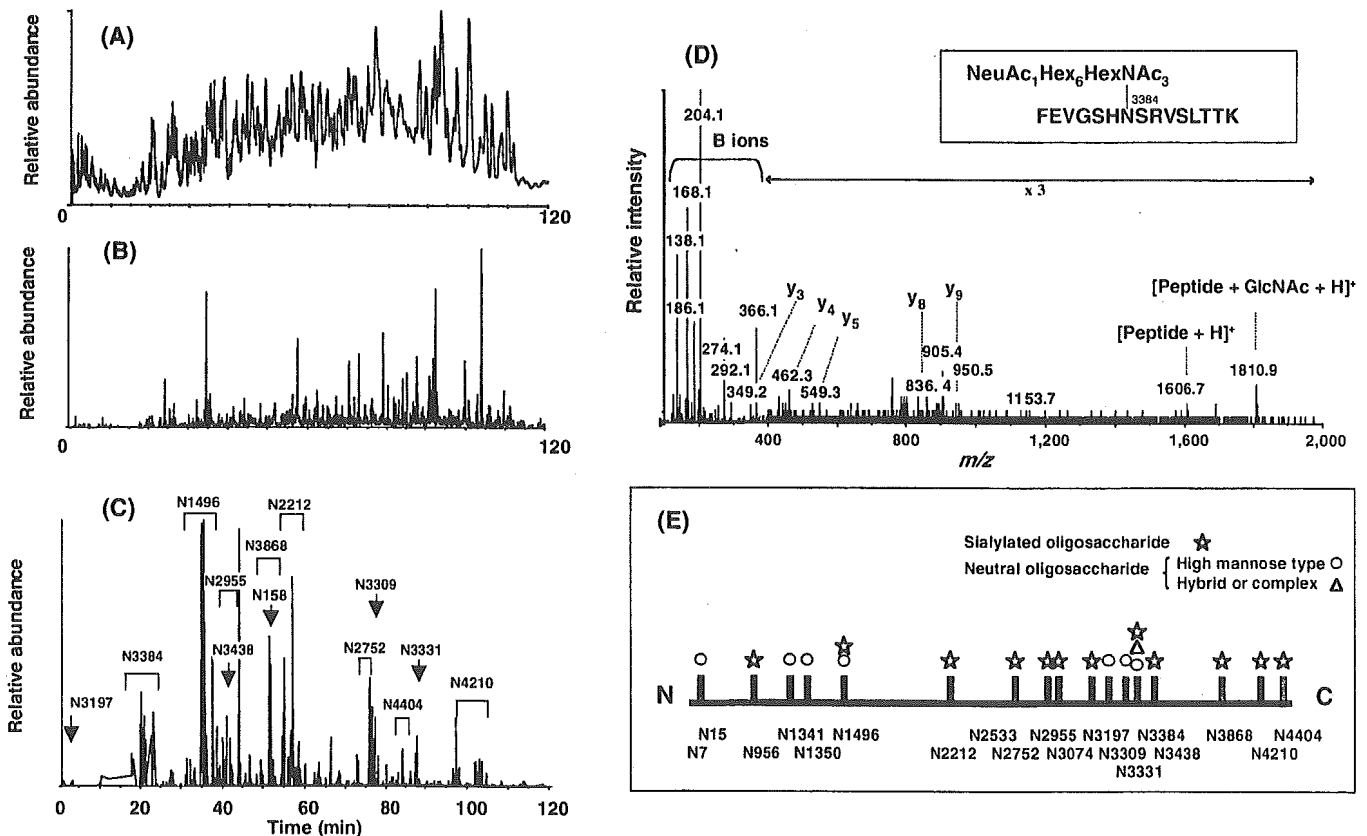 (A)
Relative abundance
0
120
(B)
Relative abundance
0
120
(C)
Relative abundance
N1496
N2212
N3868
N2955
N158
N3309
N3384
N3438
N2752
N3331
N3197
N4404
N4210
0
20
40
60
80
100
120
Time (min)
(D)
NeuAc1Hex6HexNAc3
3384
FEVGSHNSRVSLTTK
Relative intensity
204.1
B ions
x 3
168.1
138.1
186.1
366.1
y3
y4
y5
y8
y9
[Peptide + GlcNAc + H]+
[Peptide + H]+
274.1
292.1
349.2
462.3
549.3
905.4
836.4
950.5
1153.7
1606.7
1810.9
400
800
1,200
1,600
2,000
m/z
(E)
Sialylated oligosaccharide
Neutral oligosaccharide
High mannose type
Hybrid or complex
N
C
N15
N1341
N1496
N2533
N2955
N3197
N3384
N3868
N4404
N7
N956
N1350
N2212
N2752
N3074
N3309
N3438
N4210
N3331